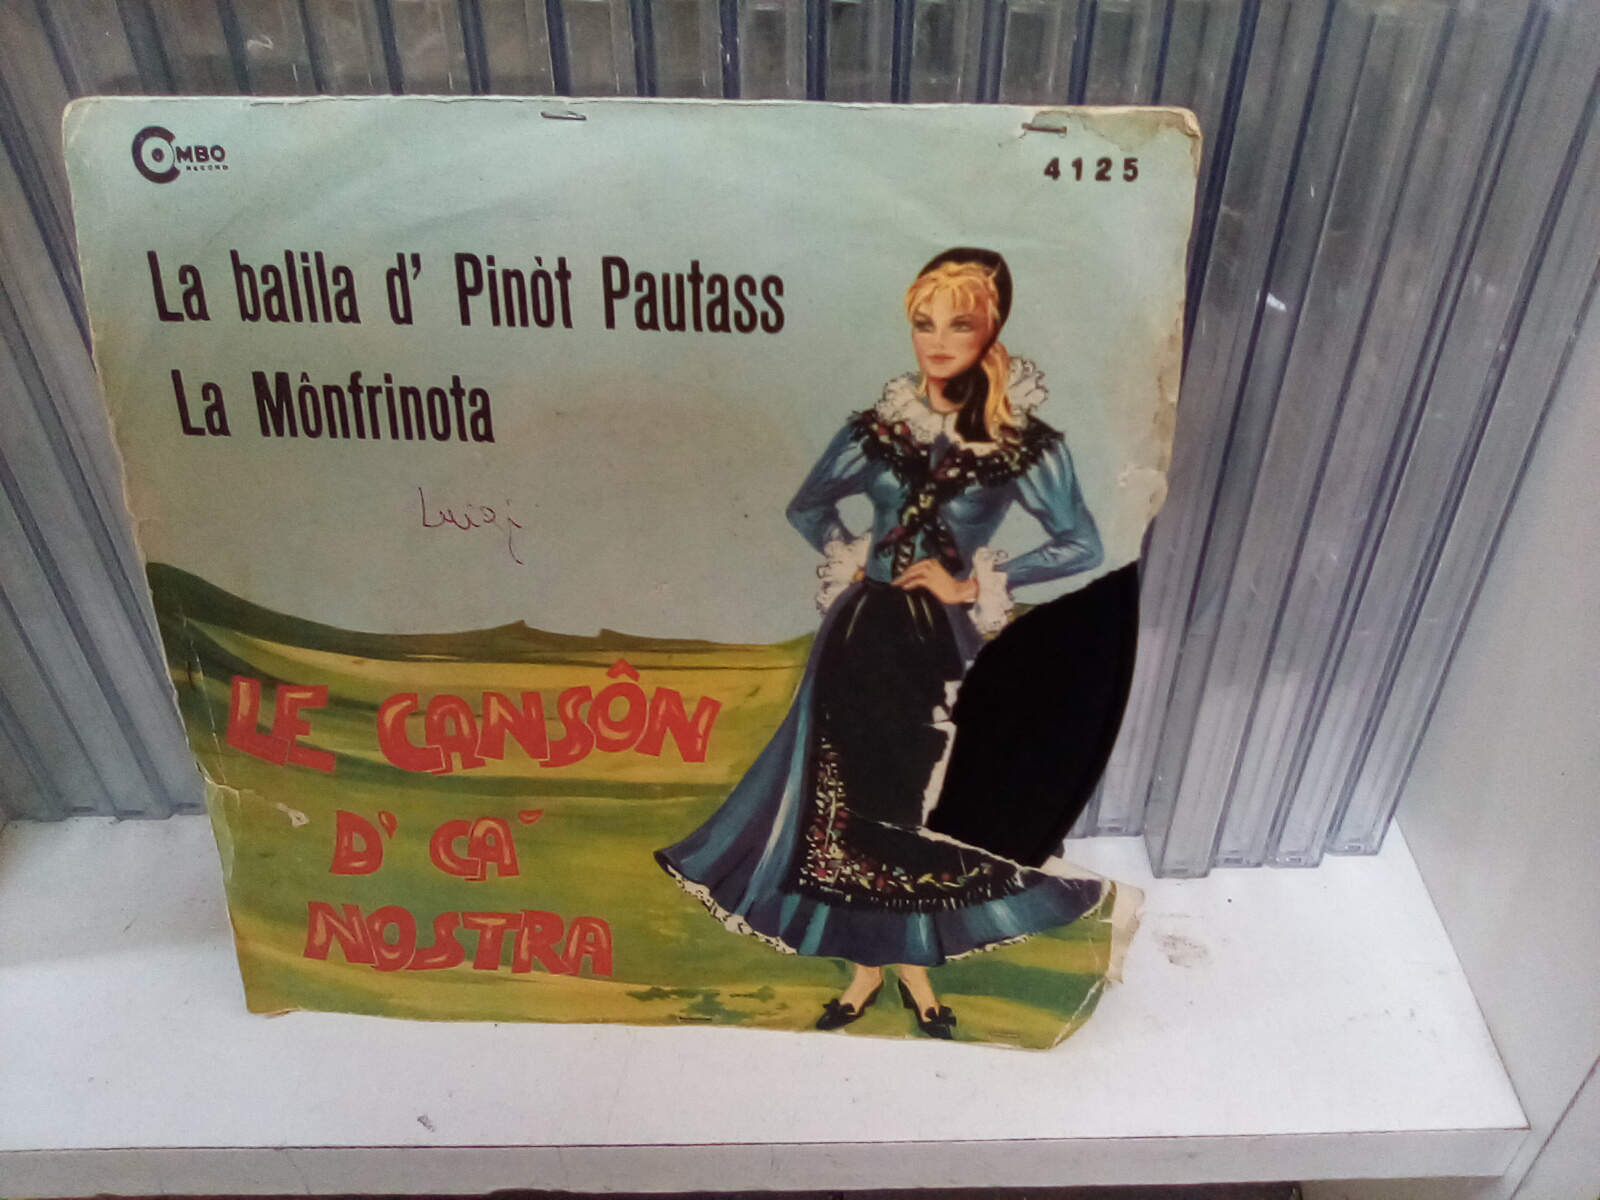 COMBO
RECORD
4125
La balila d' Pinòt Pautass
La Mônfrinota
Luigi
LE CANSÔN
D' CA'
NOSTRA